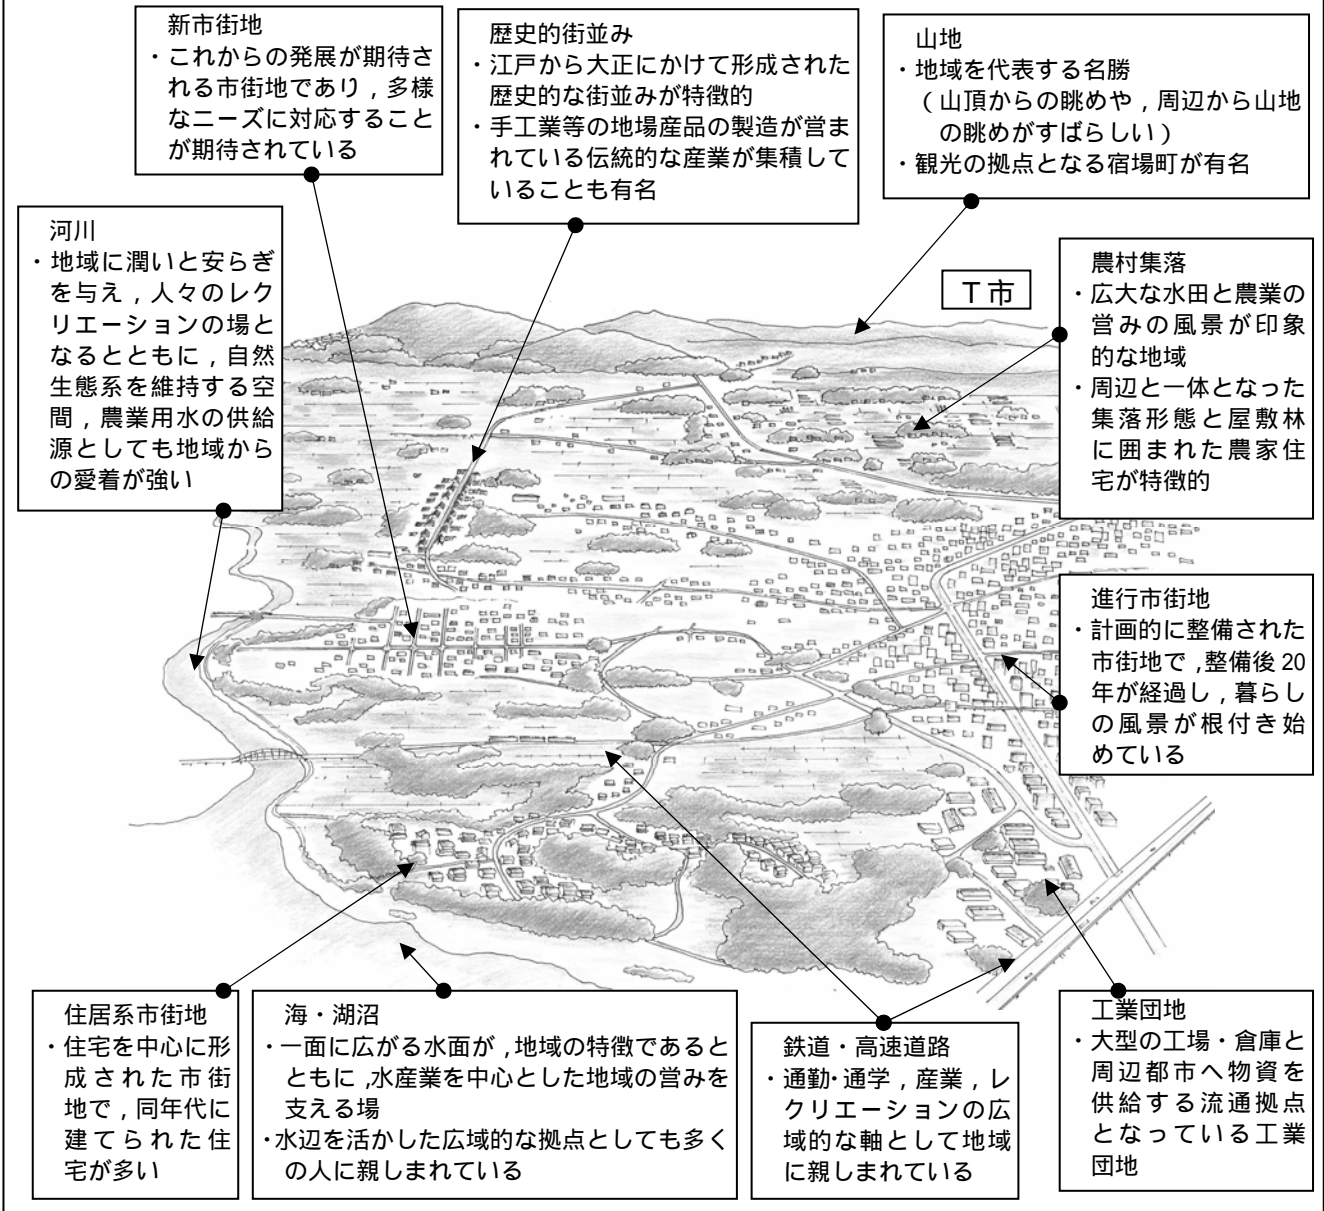 新市街地
・これからの発展が期待さ
れる市街地であり，多様
なニーズに対応すること
が期待されている
歴史的街並み
・江戸から大正にかけて形成された
歴史的な街並みが特徴的
・手工業等の地場産品の製造が営ま
れている伝統的な産業が集積して
いることも有名
山地
・地域を代表する名勝
（山頂からの眺めや，周辺から山地
の眺めがすばらしい）
・観光の拠点となる宿場町が有名
河川
・地域に潤いと安らぎ
を与え，人々のレク
リエーションの場と
なるとともに，自然
生態系を維持する空
間，農業用水の供給
源としても地域から
の愛着が強い
Ｔ市
農村集落
・広大な水田と農業の
営みの風景が印象
的な地域
・周辺と一体となった
集落形態と屋敷林
に囲まれた農家住
宅が特徴的
進行市街地
・計画的に整備された
市街地で，整備後 20
年が経過し，暮らし
の風景が根付き始
めている
住居系市街地
・住宅を中心に形
成された市街
地で，同年代に
建てられた住
宅が多い
海・湖沼
・一面に広がる水面が，地域の特徴であると
ともに，水産業を中心とした地域の営みを
支える場
・水辺を活かした広域的な拠点としても多く
の人に親しまれている
鉄道・高速道路
・通勤・通学，産業，レ
クリエーションの広
域的な軸として地域
に親しまれている
工業団地
・大型の工場・倉庫と
周辺都市へ物資を
供給する流通拠点
となっている工業
団地